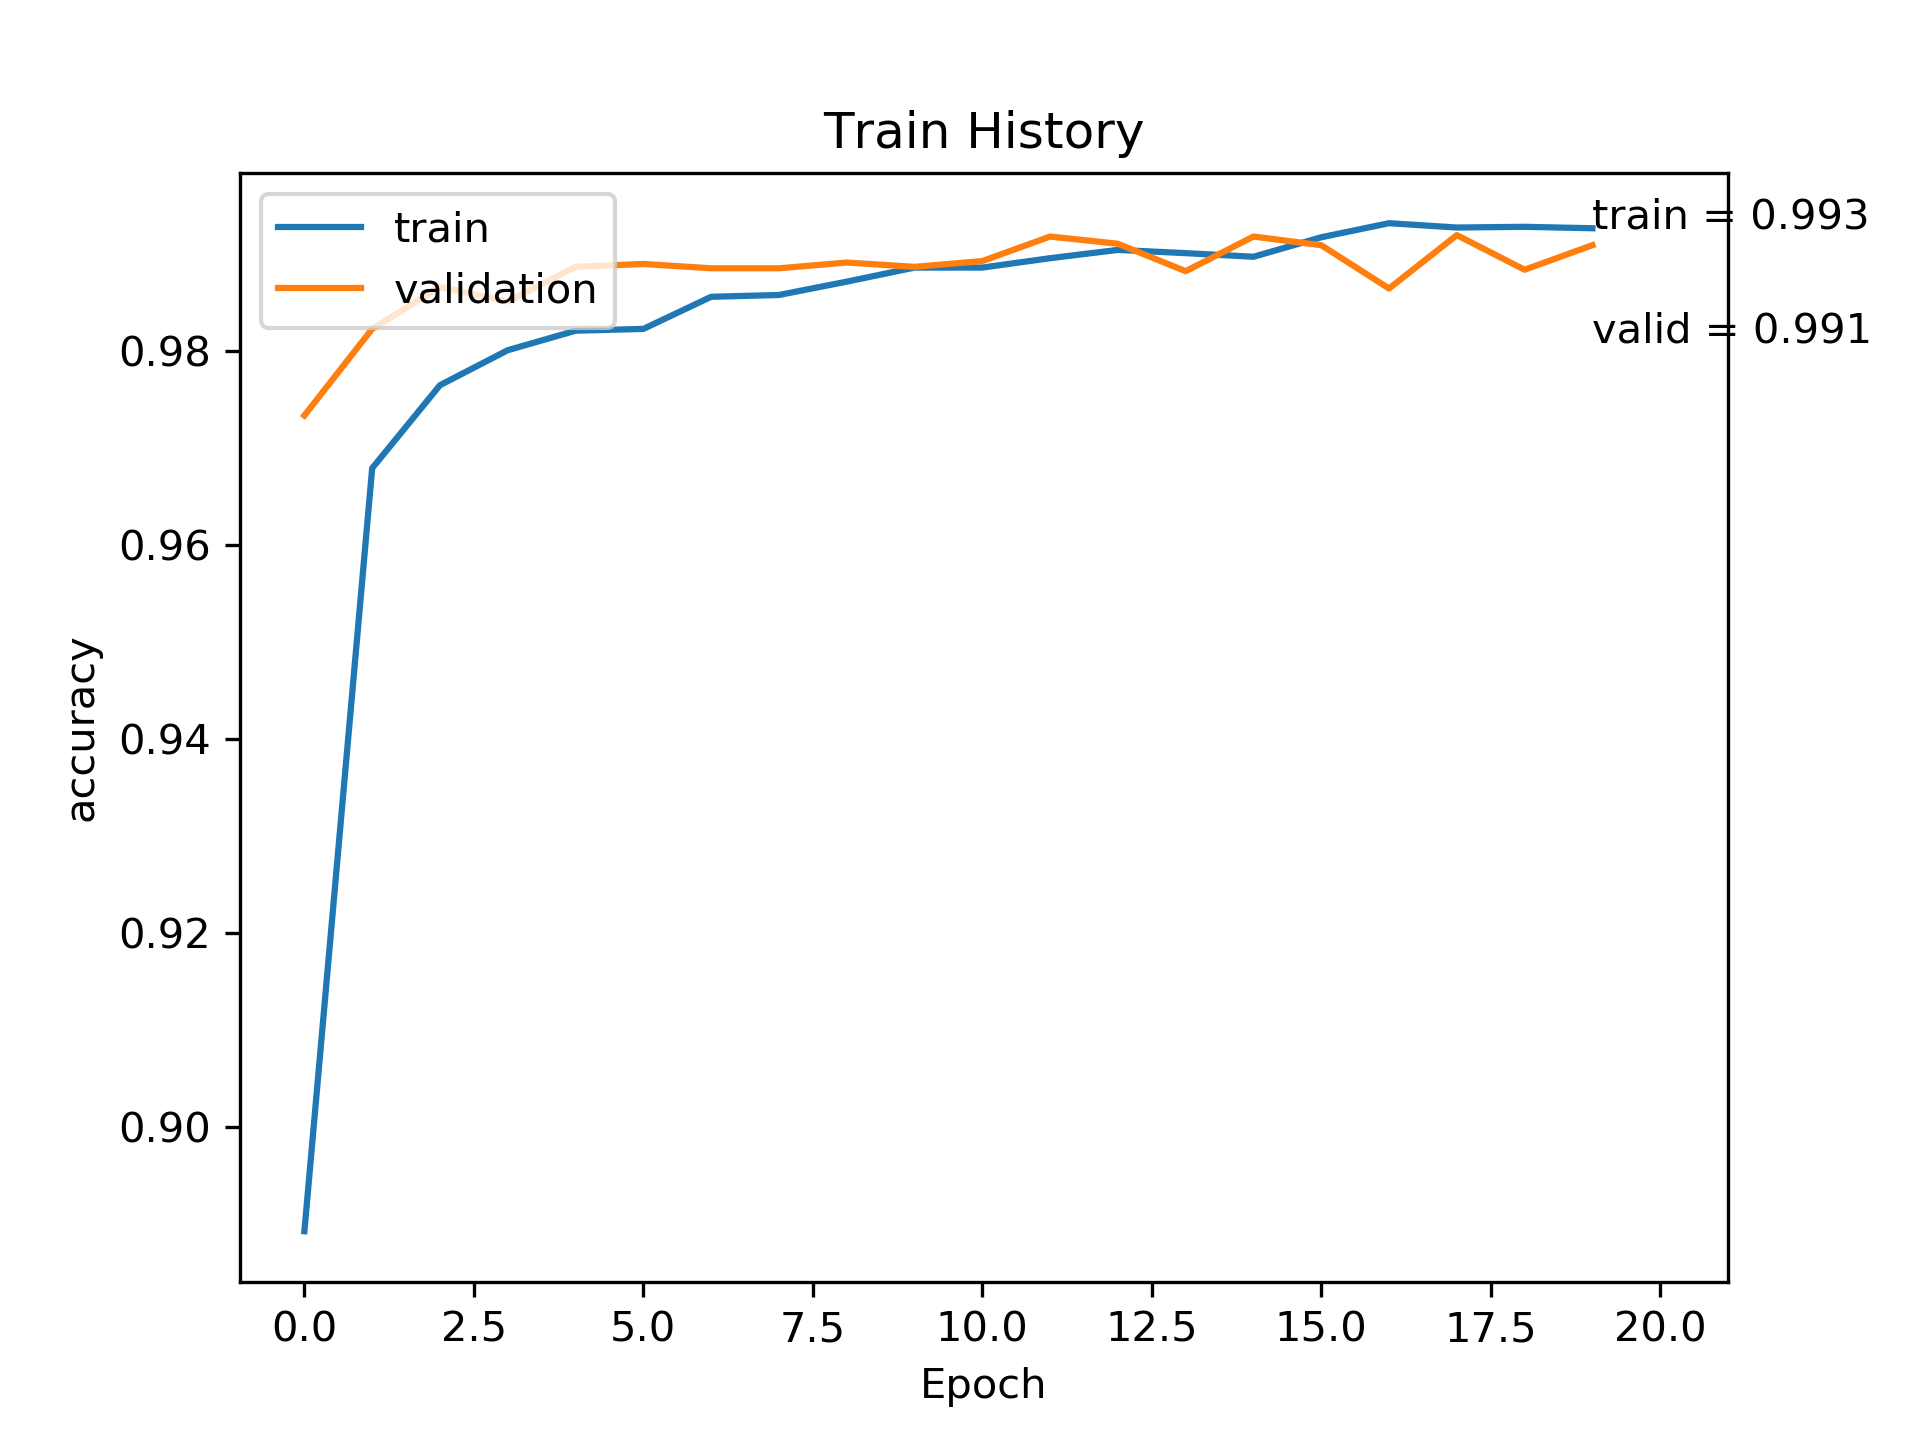 Train History
train
validation
train = 0.993
valid = 0.991
0.98
0.96
0.94
0.92
0.90
accuracy
0.0 2.5 5.0 7.5 10.0 12.5 15.0 17.5 20.0
Epoch